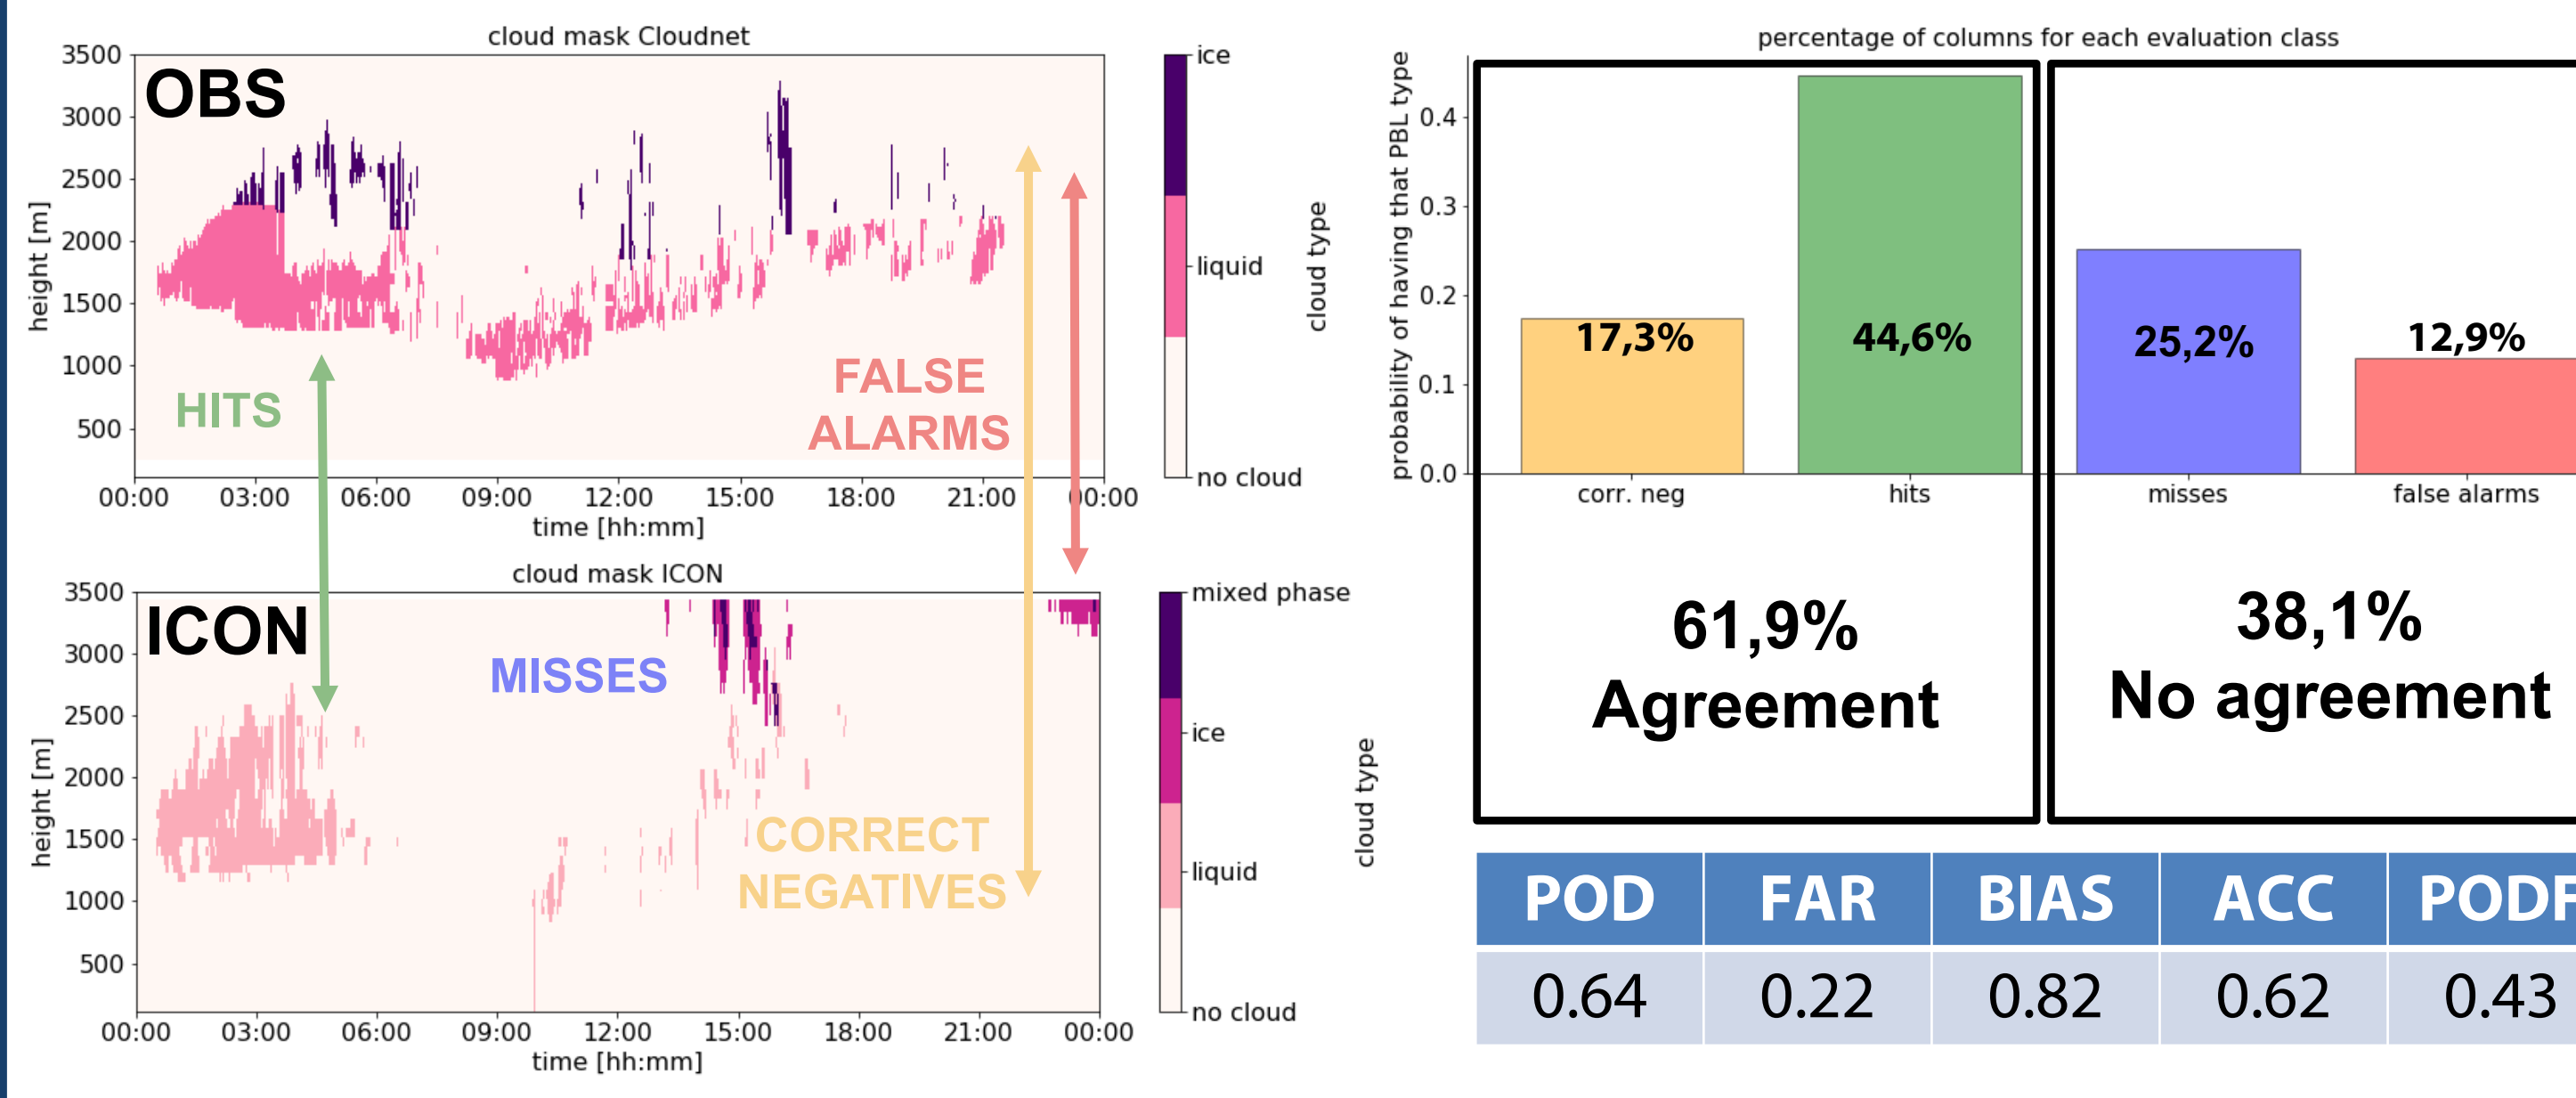 cloud mask Cloudnet
OBS
HITS
FALSE
ALARMS
height [m]
3500
3000
2500
2000
1500
1000
500
00:00 03:00 06:00 09:00 12:00 15:00 18:00 21:00 00:00
time [hh:mm]
ice
liquid
no cloud
cloud type
cloud mask ICON
ICON
MISSES
CORRECT
NEGATIVES
height [m]
3500
3000
2500
2000
1500
1000
500
00:00 03:00 06:00 09:00 12:00 15:00 18:00 21:00 00:00
time [hh:mm]
mixed phase
ice
liquid
no cloud
cloud type
percentage of columns for each evaluation class
probability of having that PBL type
0.4
0.3
0.2
0.1
0.0
17,3% 44,6% 25,2% 12,9%
corr. neg hits misses false alarms
61,9%
Agreement
38,1%
No agreement
POD FAR BIAS ACC PODF
0.64 0.22 0.82 0.62 0.43